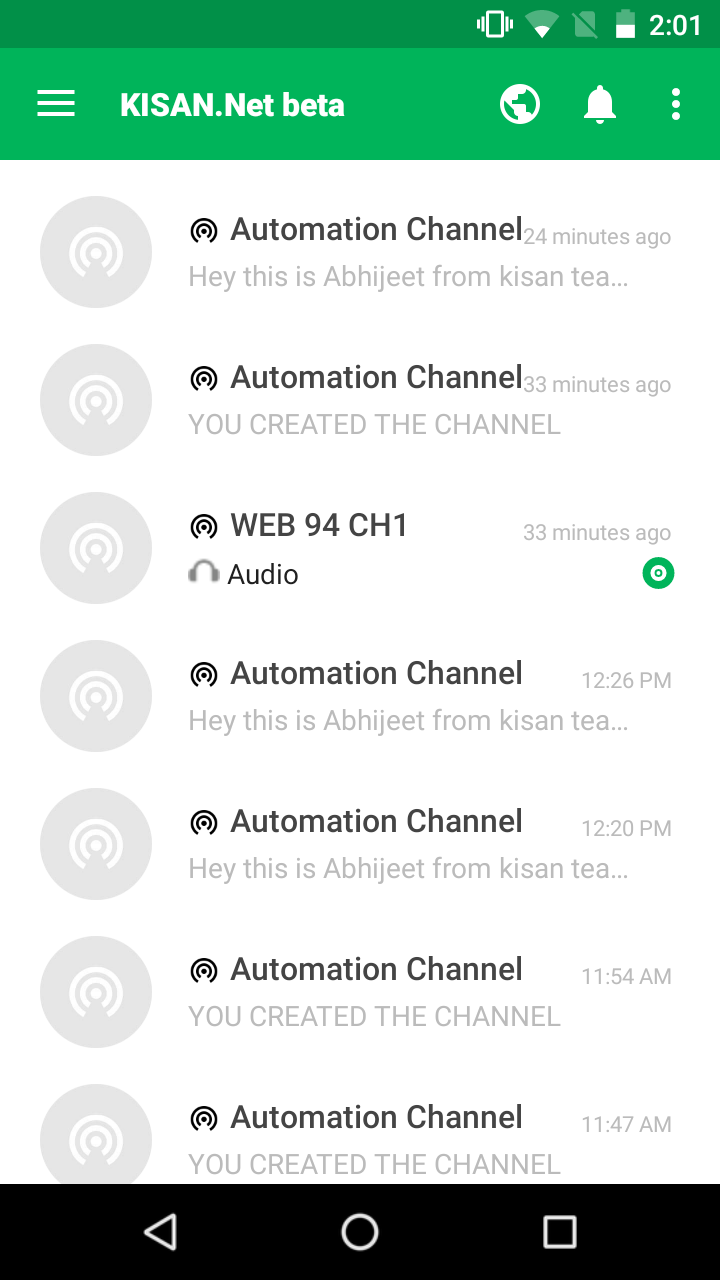 2:01
KISAN.Net beta
Automation Channel 24 minutes ago
Hey this is Abhijeet from kisan tea...
Automation Channel 33 minutes ago
YOU CREATED THE CHANNEL
WEB 94 CH1 33 minutes ago
Audio
Automation Channel 12:26 PM
Hey this is Abhijeet from kisan tea...
Automation Channel 12:20 PM
Hey this is Abhijeet from kisan tea...
Automation Channel 11:54 AM
YOU CREATED THE CHANNEL
Automation Channel 11:47 AM
YOU CREATED THE CHANNEL